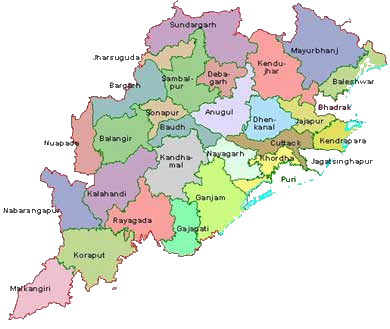 Sundargarh
Mayurbhanj
Jharsuguda
Kendu-
jhar
Baleshwar
Bargarh
Sambal-
pur
Deba-
garh
Bhadrak
Sonapur
Anugul
Dhen-
kanal
Jajapur
Nuapada
Balangir
Baudh
Cuttack
Kendrapara
Kandha-
mal
Nayagarh
Khordha
Jagatsinghapur
Puri
Kalahandi
Nabarangapur
Ganjam
Rayagada
Gajapati
Koraput
Malkangiri